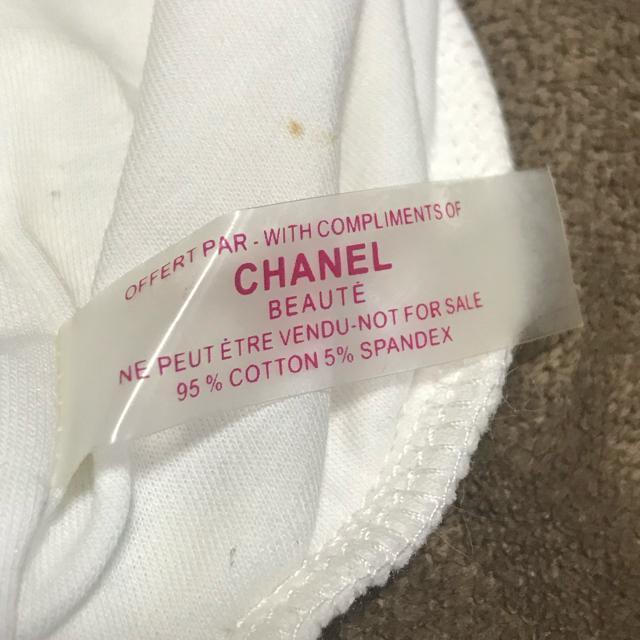 OFFERT PAR - WITH COMPLIMENTS OF
CHANEL
BEAUTÉ
NE PEUT ÊTRE VENDU-NOT FOR SALE
95 % COTTON 5% SPANDEX